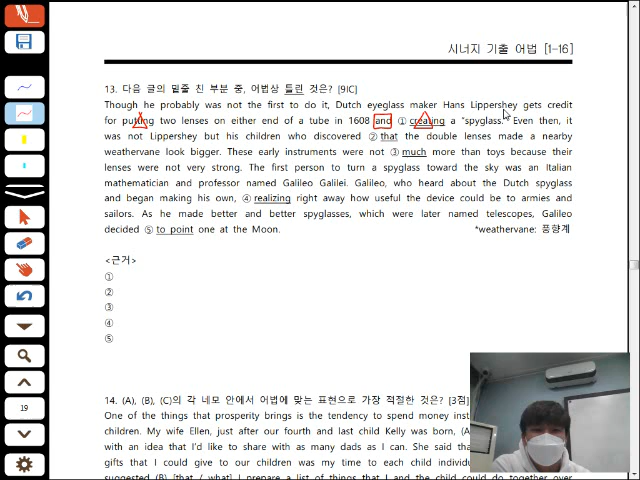 시너지 기출 어법 [1-16]
13. 다음 글의 밑줄 친 부분 중, 어법상 틀린 것은? [9IC]
Though he probably was not the first to do it, Dutch eyeglass maker Hans Lippershey gets credit
for putting two lenses on either end of a tube in 1608 and ① creating a "spyglass." Even then, it
was not Lippershey but his children who discovered ② that the double lenses made a nearby
weathervane look bigger. These early instruments were not ③ much more than toys because their
lenses were not very strong. The first person to turn a spyglass toward the sky was an Italian
mathematician and professor named Galileo Galilei. Galileo, who heard about the Dutch spyglass
and began making his own, ④ realizing right away how useful the device could be to armies and
sailors. As he made better and better spyglasses, which were later named telescopes, Galileo
decided ⑤ to point one at the Moon. *weathervane: 풍향계
<근거>
①
②
③
④
⑤
14. (A), (B), (C)의 각 네모 안에서 어법에 맞는 표현으로 가장 적절한 것은? [3점]
One of the things that prosperity brings is the tendency to spend money inst
children. My wife Ellen, just after our fourth and last child Kelly was born, (A
with an idea that I'd like to share with as many dads as I can. She said tha
gifts that I could give to our children was my time to each child individu
suggested (B) [that / what] I prepare a list of things that I and the child could do together over
19